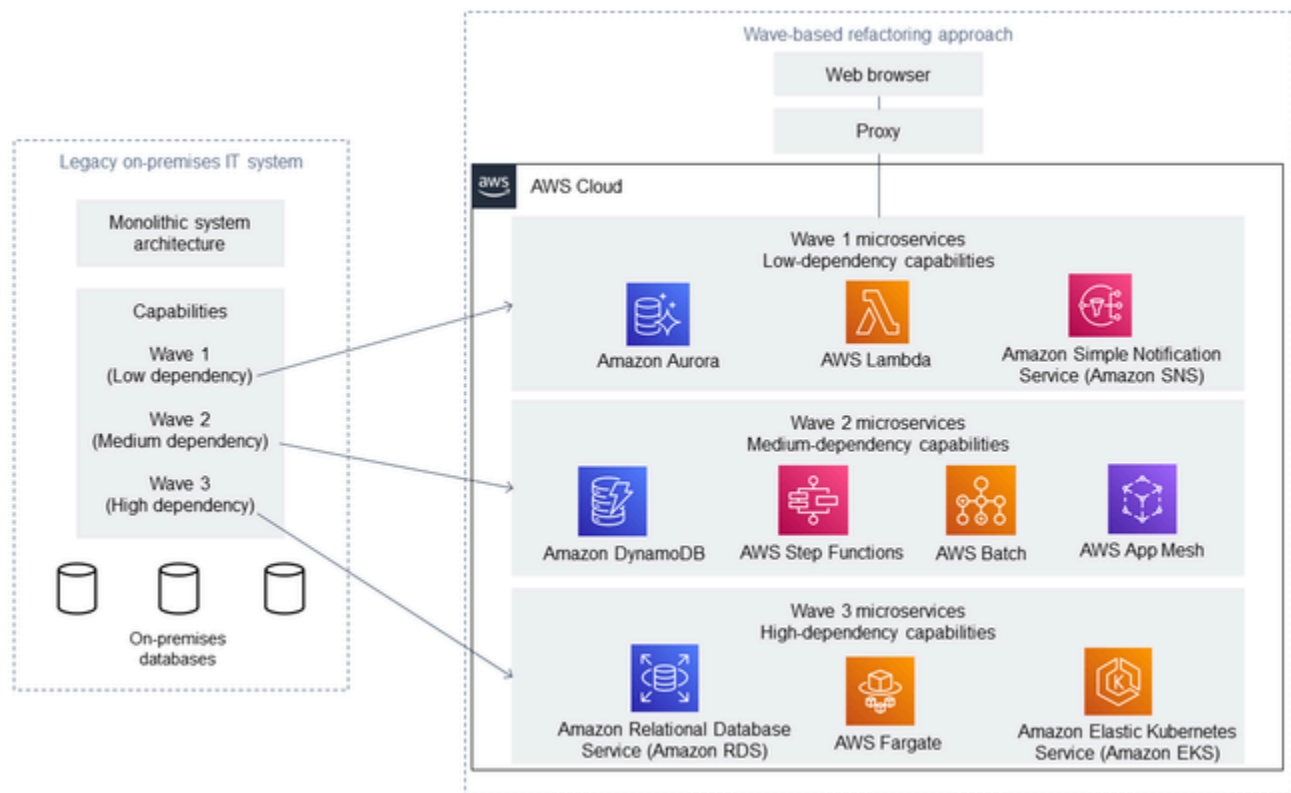 Wave-based refactoring approach
Web browser
Proxy
Legacy on-premises IT system
Monolithic system
architecture
Capabilities
Wave 1
(Low dependency)
Wave 2
(Medium dependency)
Wave 3
(High dependency)
On-premises
databases
aws
AWS Cloud
Wave 1 microservices
Low-dependency capabilities
Amazon Aurora
AWS Lambda
Amazon Simple Notification
Service (Amazon SNS)
Wave 2 microservices
Medium-dependency capabilities
Amazon DynamoDB
AWS Step Functions
AWS Batch
AWS App Mesh
Wave 3 microservices
High-dependency capabilities
Amazon Relational Database
Service (Amazon RDS)
AWS Fargate
K
Amazon Elastic Kubernetes
Service (Amazon EKS)